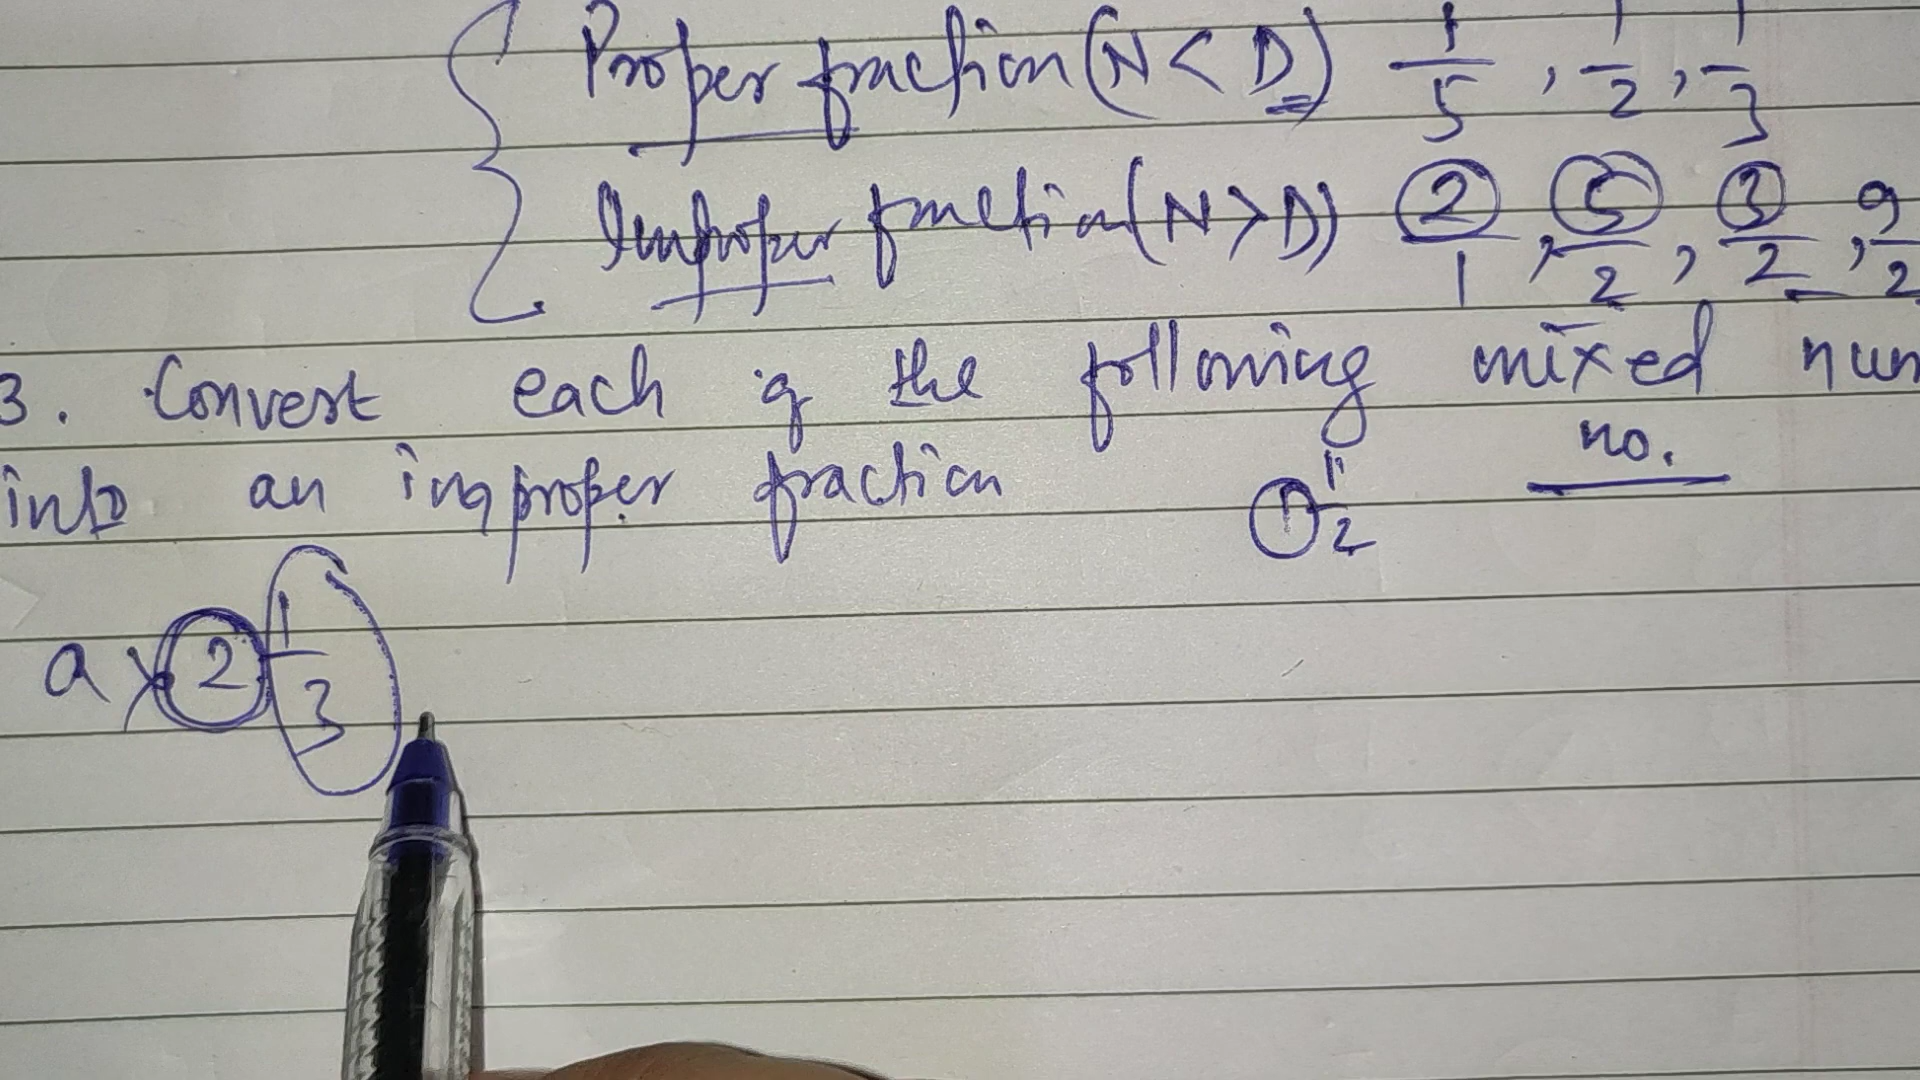 Proper fraction (N < D) 1/5, 1/2, 1/3
Improper fraction (N > D) 2/1, 5/2, 3/2, 9/2
3. Convert each of the following mixed num
no.
into an improper fraction 1 1/2
a) 2 1/3